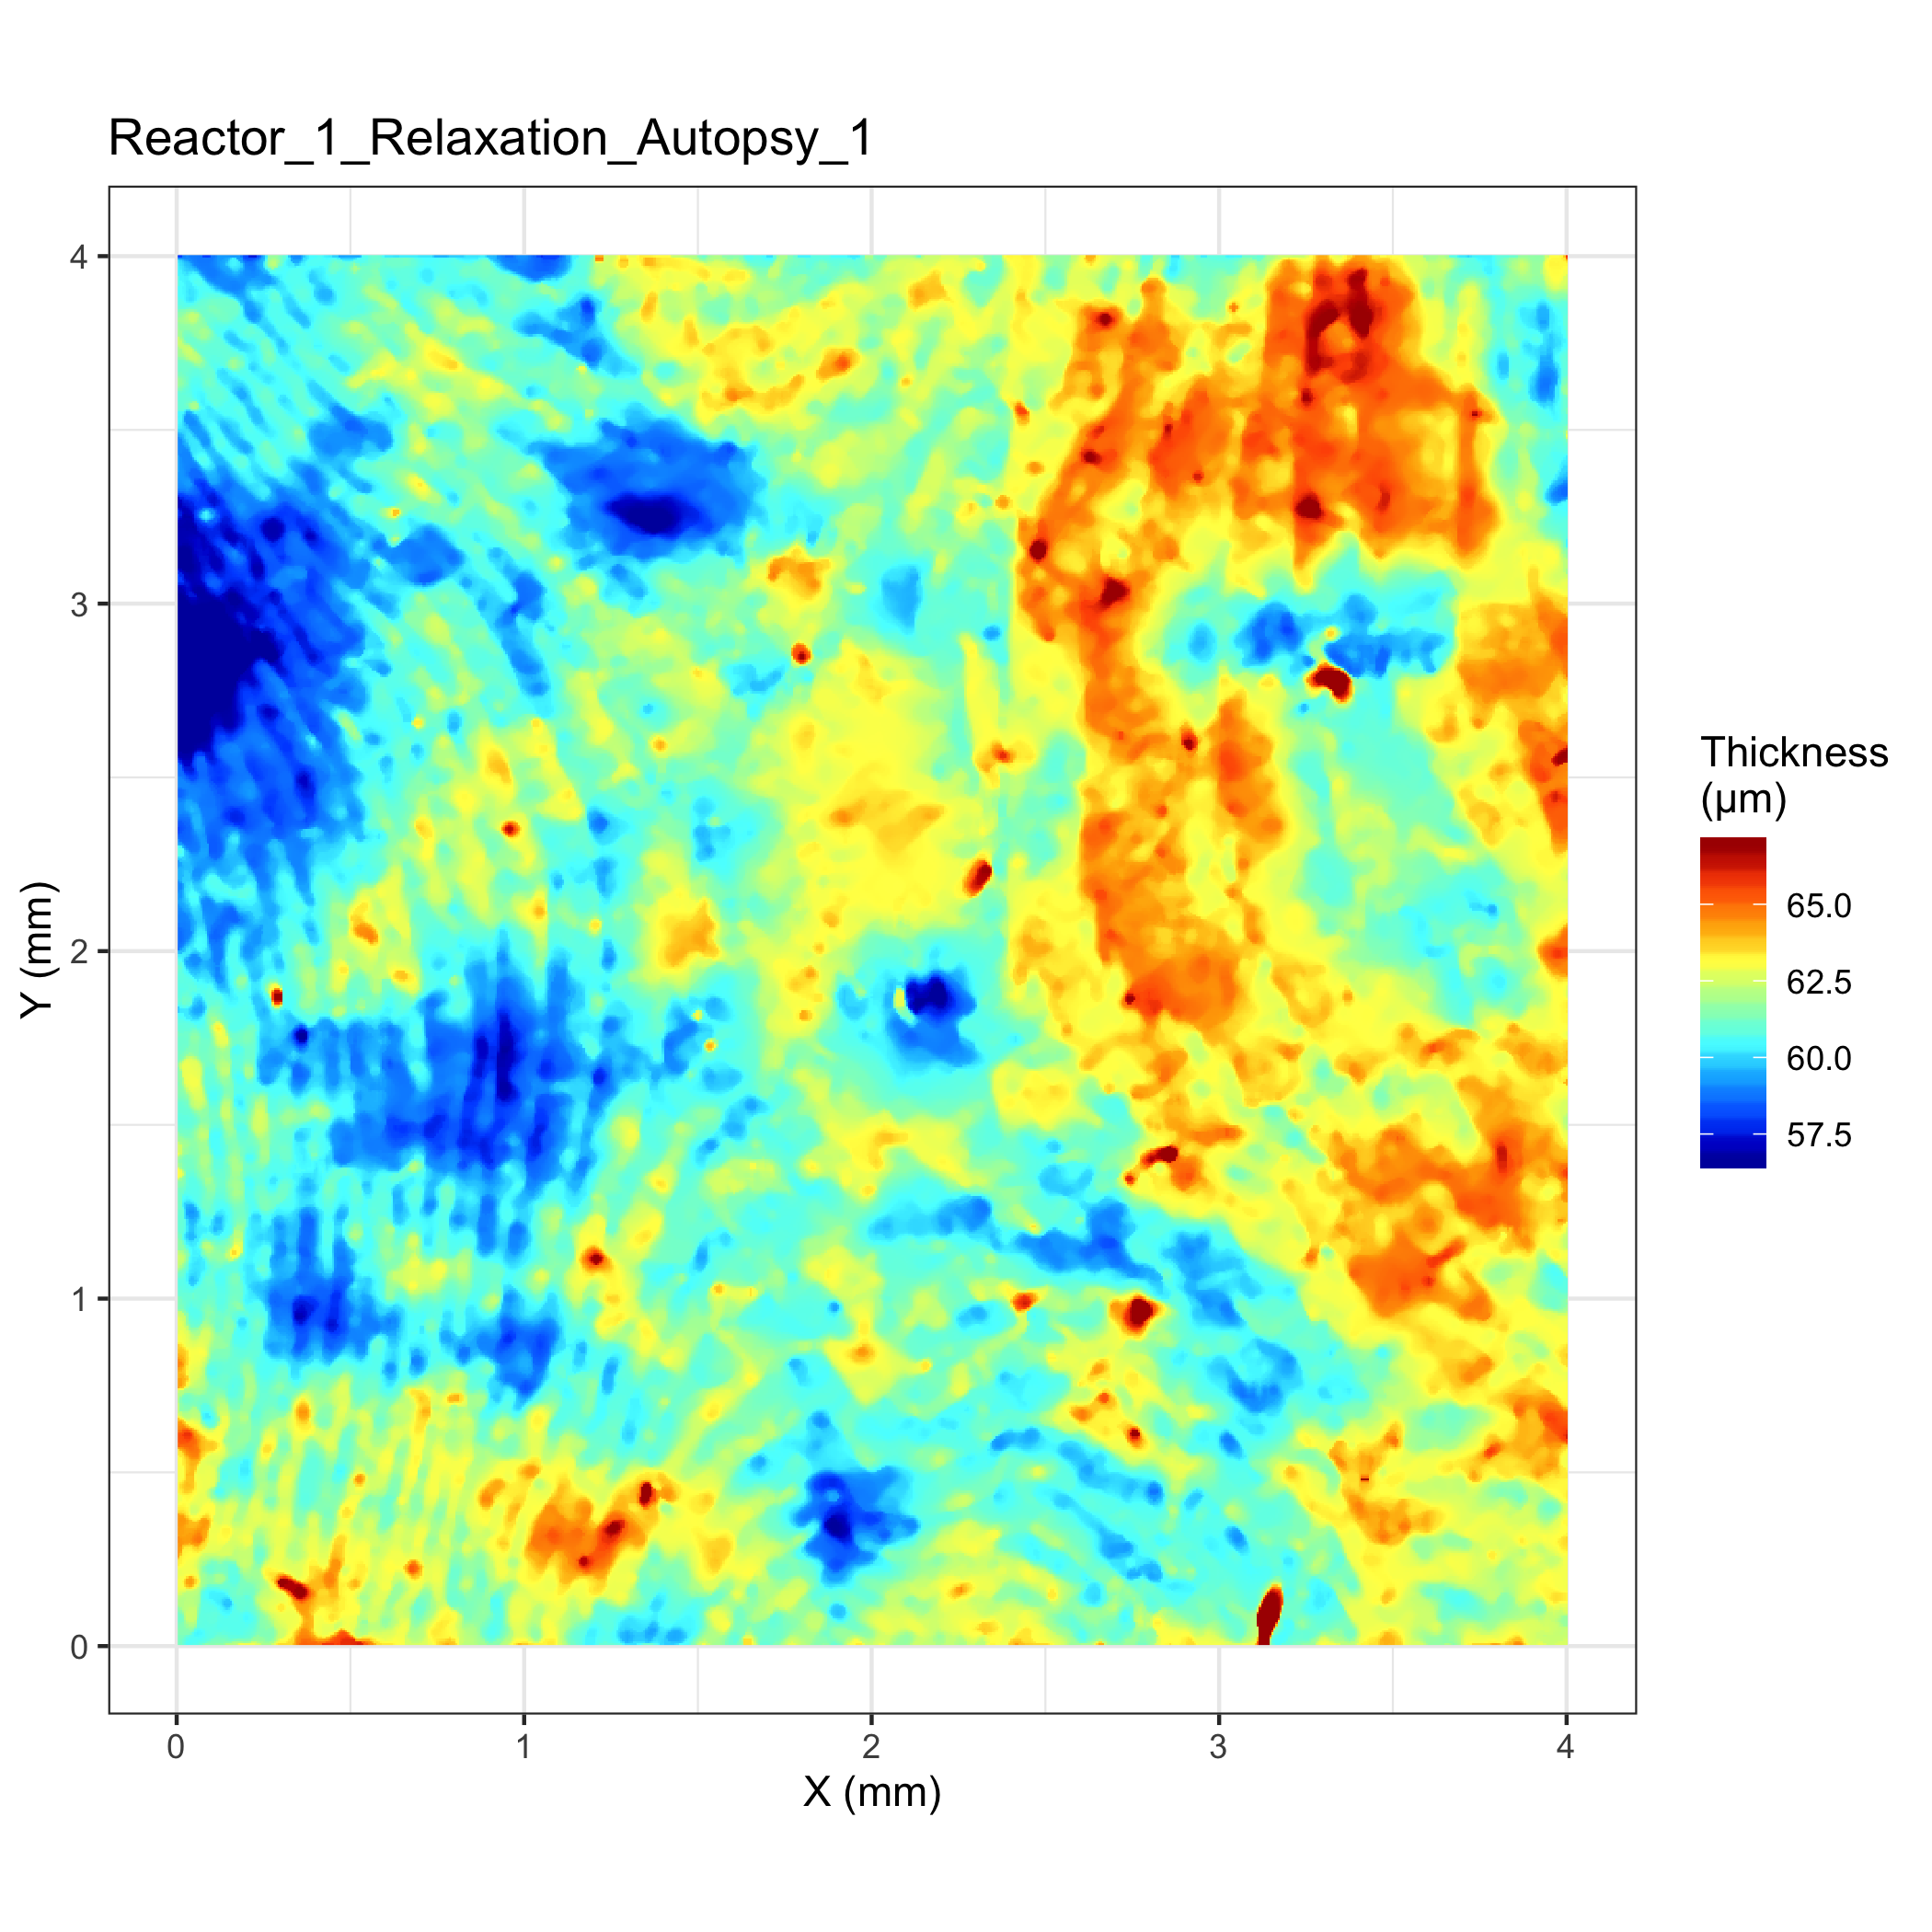 Reactor_1_Relaxation_Autopsy_1
4
3
2
1
0
Y (mm)
0 1 2 3 4
X (mm)
Thickness
(μm)
65.0
62.5
60.0
57.5